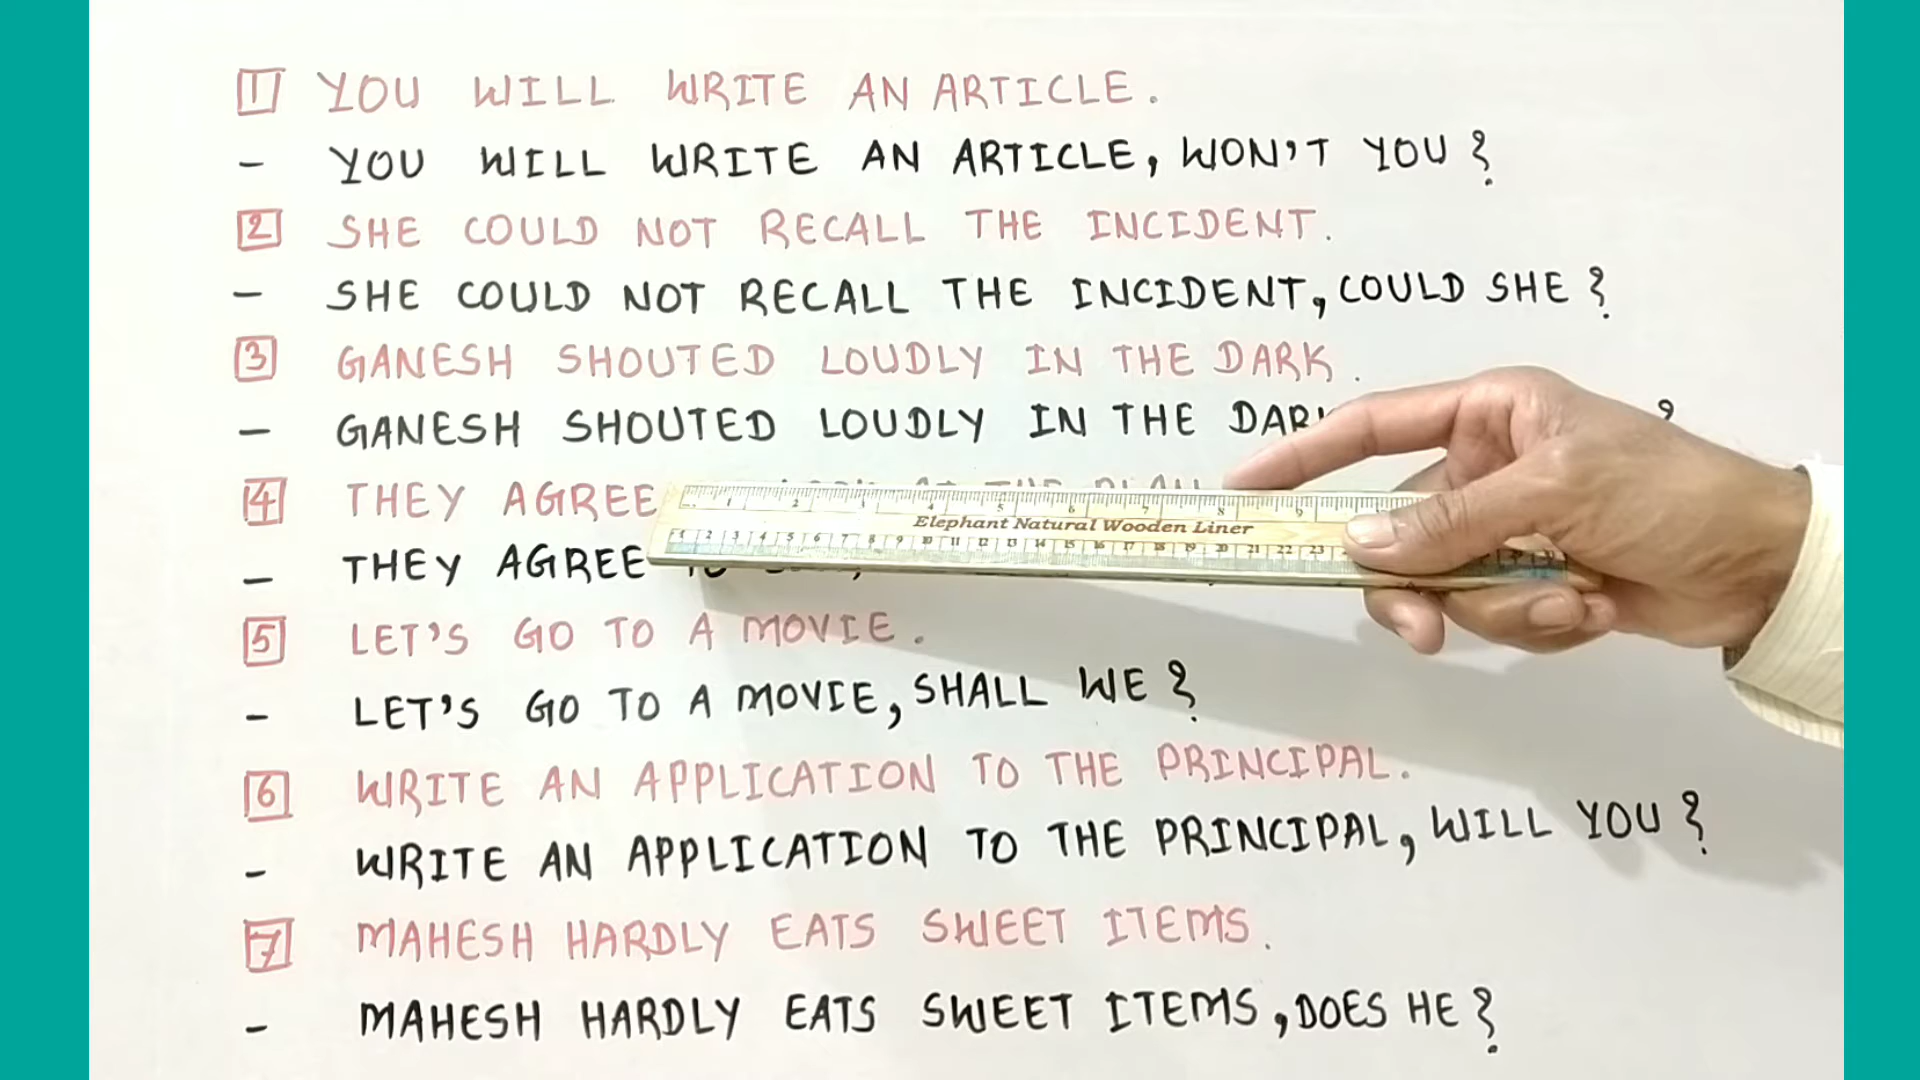 1 YOU WILL WRITE AN ARTICLE.
- YOU WILL WRITE AN ARTICLE, WON'T YOU?
2 SHE COULD NOT RECALL THE INCIDENT.
- SHE COULD NOT RECALL THE INCIDENT, COULD SHE?
3 GANESH SHOUTED LOUDLY IN THE DARK.
- GANESH SHOUTED LOUDLY IN THE DARK ?
4 THEY AGREE
Elephant Natural Wooden Liner
- THEY AGREE TO
5 LET'S GO TO A MOVIE.
- LET'S GO TO A MOVIE, SHALL WE?
6 WRITE AN APPLICATION TO THE PRINCIPAL.
- WRITE AN APPLICATION TO THE PRINCIPAL, WILL YOU?
7 MAHESH HARDLY EATS SWEET ITEMS.
- MAHESH HARDLY EATS SWEET ITEMS, DOES HE?